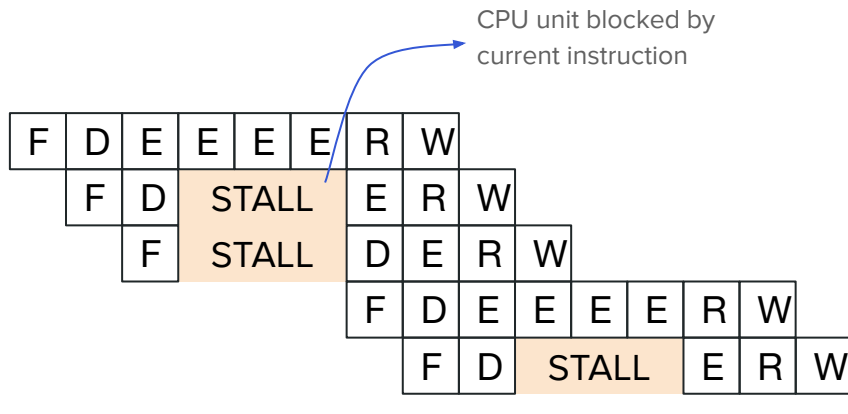 CPU unit blocked by
current instruction
F D E E E E R W
F D STALL E R W
F STALL D E R W
F D E E E E R W
F D STALL E R W